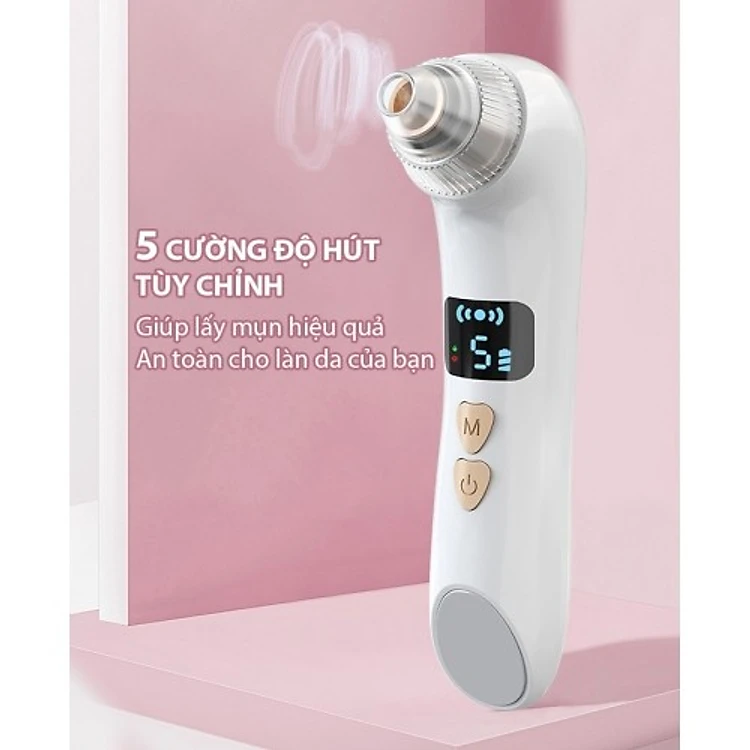 5 CƯỜNG ĐỘ HÚT
TÙY CHỈNH
Giúp lấy mụn hiệu quả
An toàn cho làn da của bạn
5
M